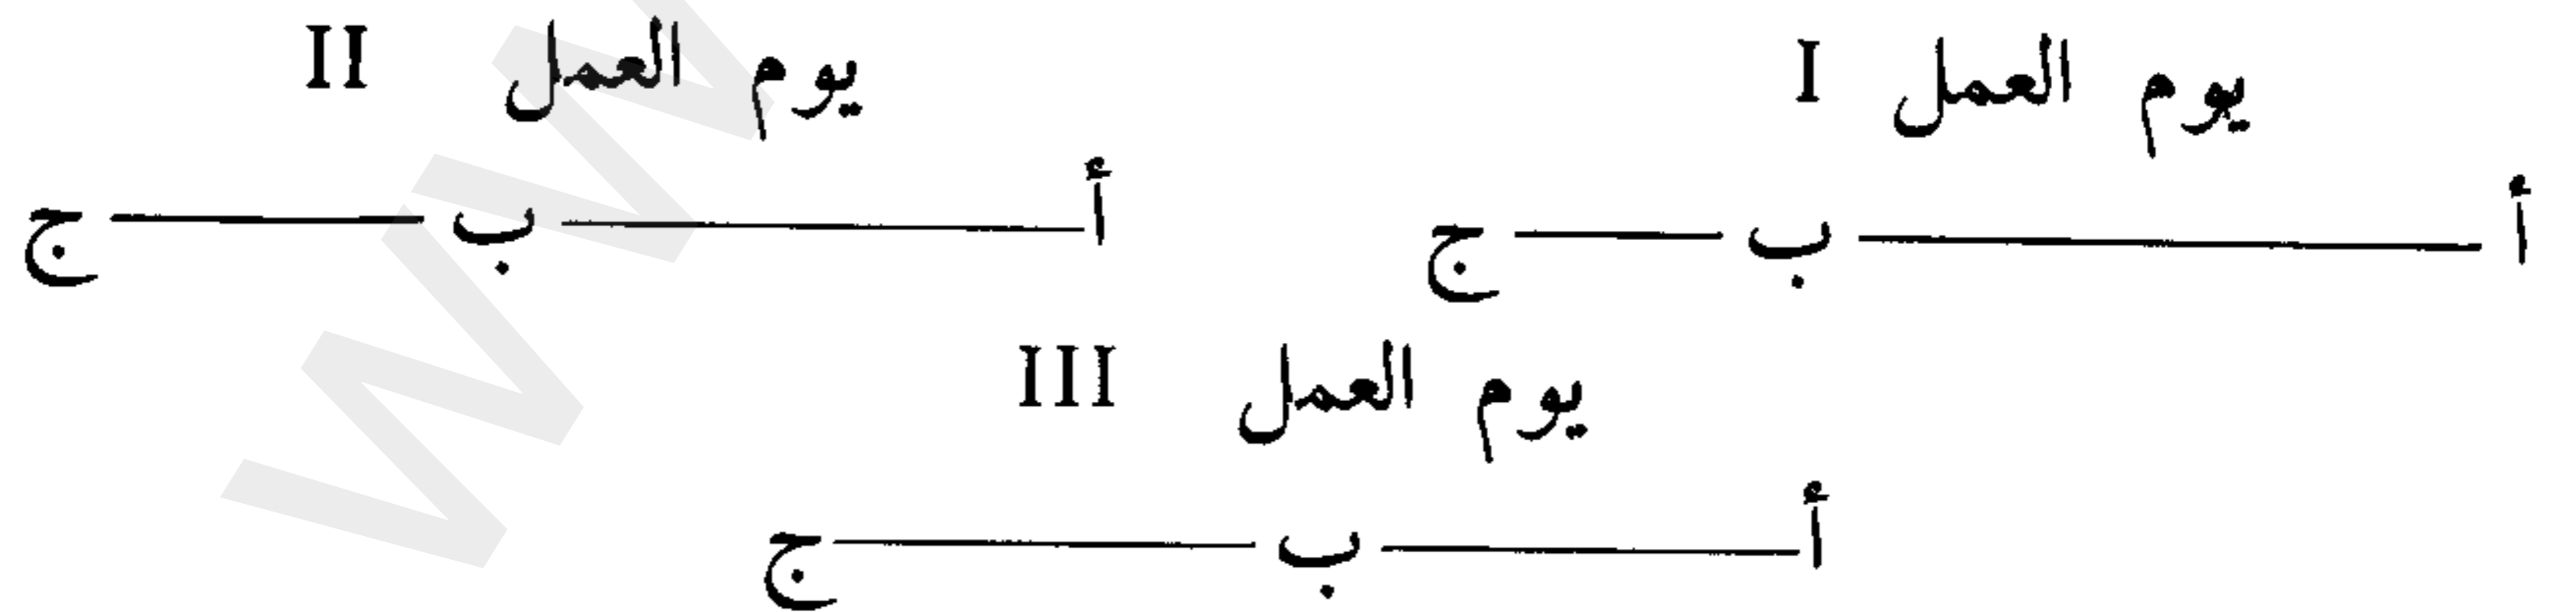 يوم العمل I
يوم العمل II
أ ——— ب ——— ج
أ ——— ب ——— ج
يوم العمل III
أ ——— ب ——— ج
W W